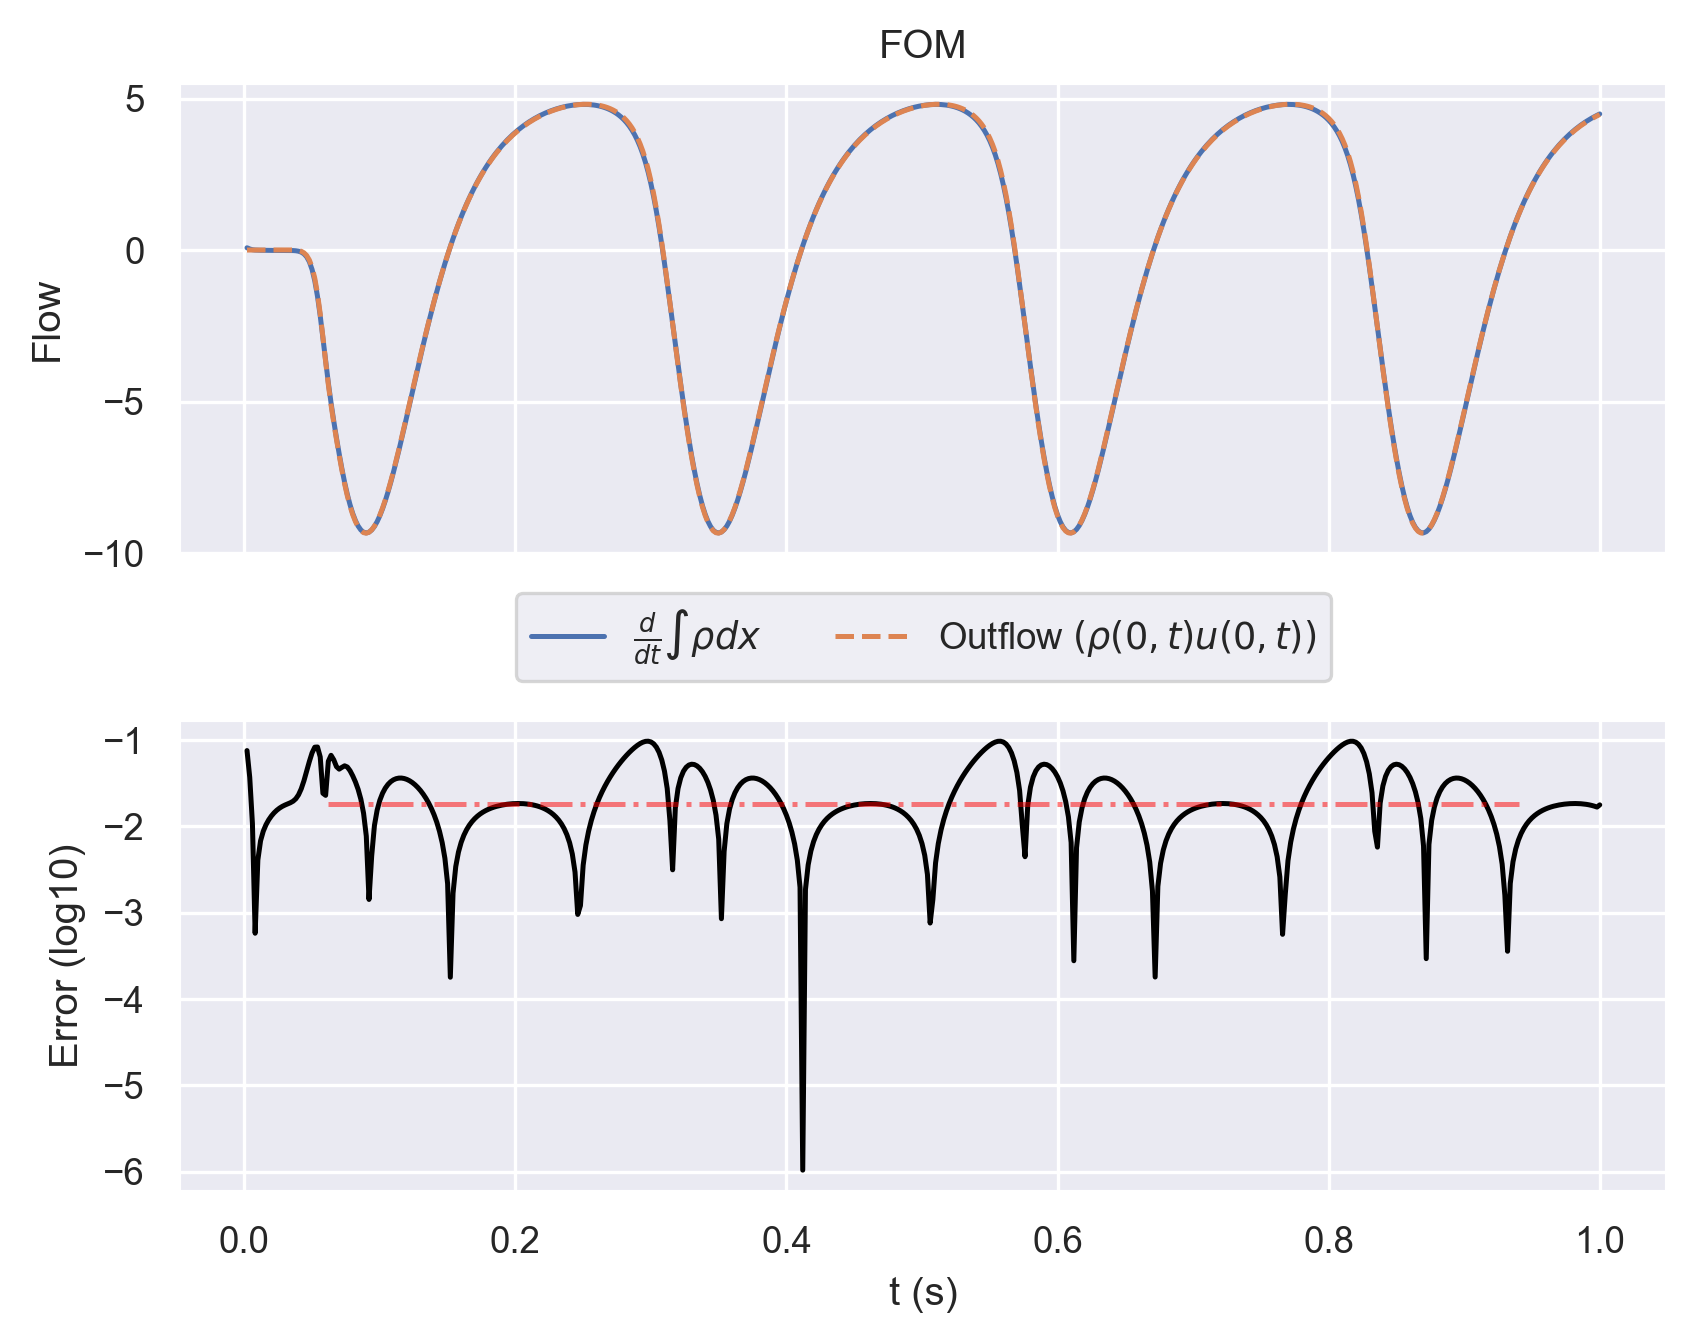 FOM
5
0
−5
−10
Flow
d/dt ∫ρdx
Outflow (ρ(0, t)u(0, t))
−1
−2
−3
−4
−5
−6
Error (log10)
0.0 0.2 0.4 0.6 0.8 1.0
t (s)